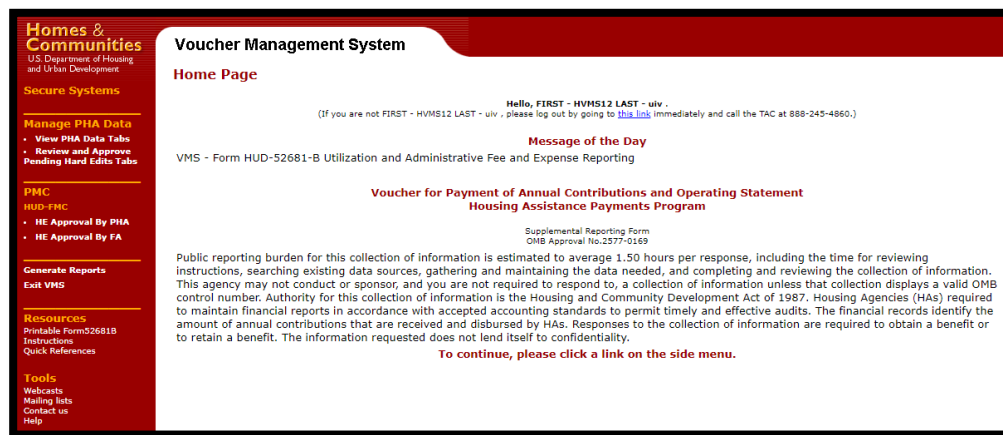 Homes &
Communities
U.S. Department of Housing
and Urban Development
Secure Systems
Manage PHA Data
• View PHA Data Tabs
• Review and Approve
Pending Hard Edits Tabs
PMC
HUD-FMC
• HE Approval By PHA
• HE Approval By FA
Generate Reports
Exit VMS
Resources
Printable Form52681B
Instructions
Quick References
Tools
Webcasts
Mailing lists
Contact us
Help
Voucher Management System
Home Page
Hello, FIRST - HVMS12 LAST - uiv .
(If you are not FIRST - HVMS12 LAST - uiv , please log out by going to this link immediately and call the TAC at 888-245-4860.)
Message of the Day
VMS - Form HUD-52681-B Utilization and Administrative Fee and Expense Reporting
Voucher for Payment of Annual Contributions and Operating Statement
Housing Assistance Payments Program
Supplemental Reporting Form
OMB Approval No.2577-0169
Public reporting burden for this collection of information is estimated to average 1.50 hours per response, including the time for reviewing
instructions, searching existing data sources, gathering and maintaining the data needed, and completing and reviewing the collection of information.
This agency may not conduct or sponsor, and you are not required to respond to, a collection of information unless that collection displays a valid OMB
control number. Authority for this collection of information is the Housing and Community Development Act of 1987. Housing Agencies (HAs) required
to maintain financial reports in accordance with accepted accounting standards to permit timely and effective audits. The financial records identify the
amount of annual contributions that are received and disbursed by HAs. Responses to the collection of information are required to obtain a benefit or
to retain a benefit. The information requested does not lend itself to confidentiality.
To continue, please click a link on the side menu.